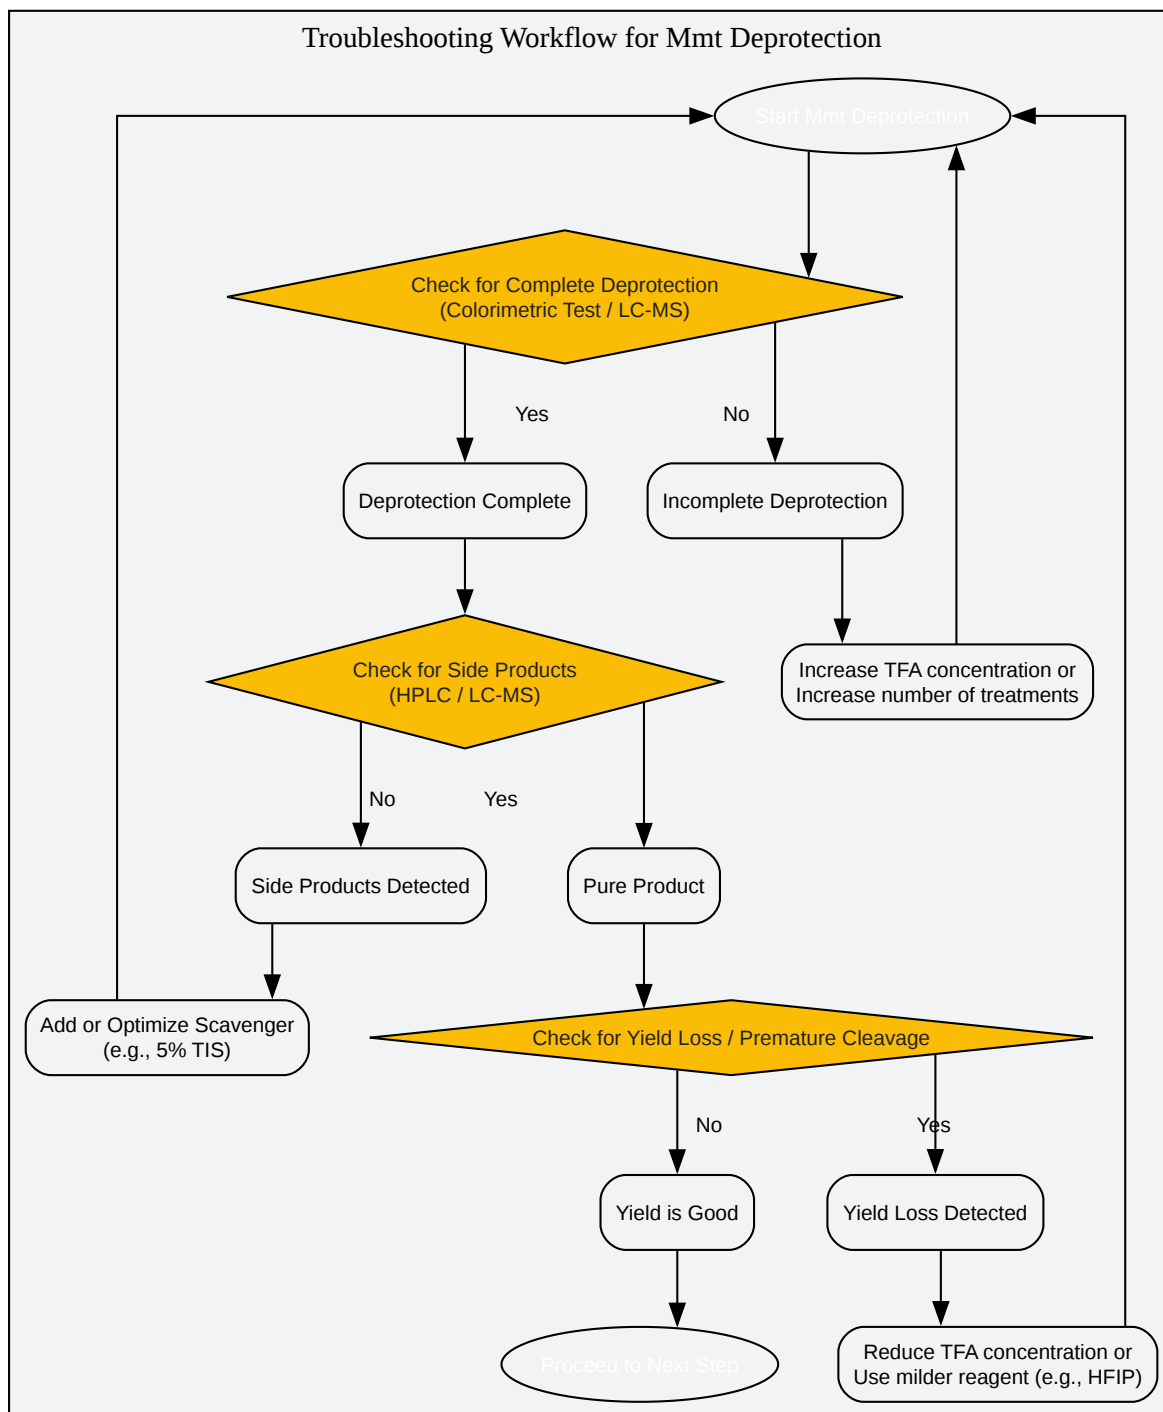 Troubleshooting Workflow for Mmt Deprotection
Start Mmt Deprotection
Check for Complete Deprotection
(Colorimetric Test / LC-MS)
Yes
No
Deprotection Complete
Incomplete Deprotection
Check for Side Products
(HPLC / LC-MS)
Increase TFA concentration or
Increase number of treatments
No
Yes
Side Products Detected
Pure Product
Add or Optimize Scavenger
(e.g., 5% TIS)
Check for Yield Loss / Premature Cleavage
No
Yes
Yield is Good
Yield Loss Detected
Proceed to Next Step
Reduce TFA concentration or
Use milder reagent (e.g., HFIP)